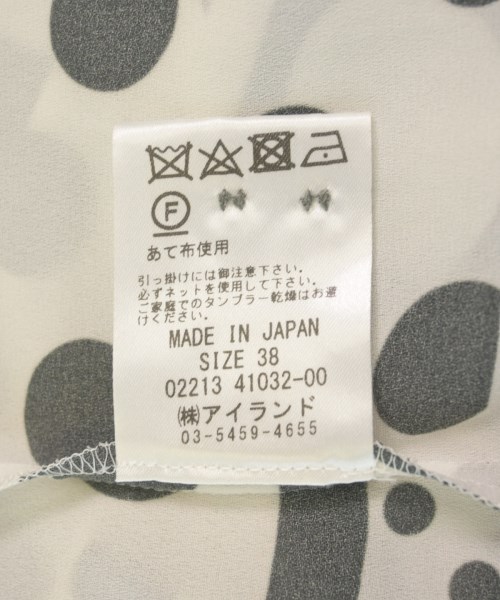 F
あて布使用
引っ掛けには御注意下さい。
必ずネットを使用して下さい。
ご家庭でのタンブラー乾燥はお避
けください。
MADE IN JAPAN
SIZE 38
02213 41032-00
㈱アイランド
03-5459-4655